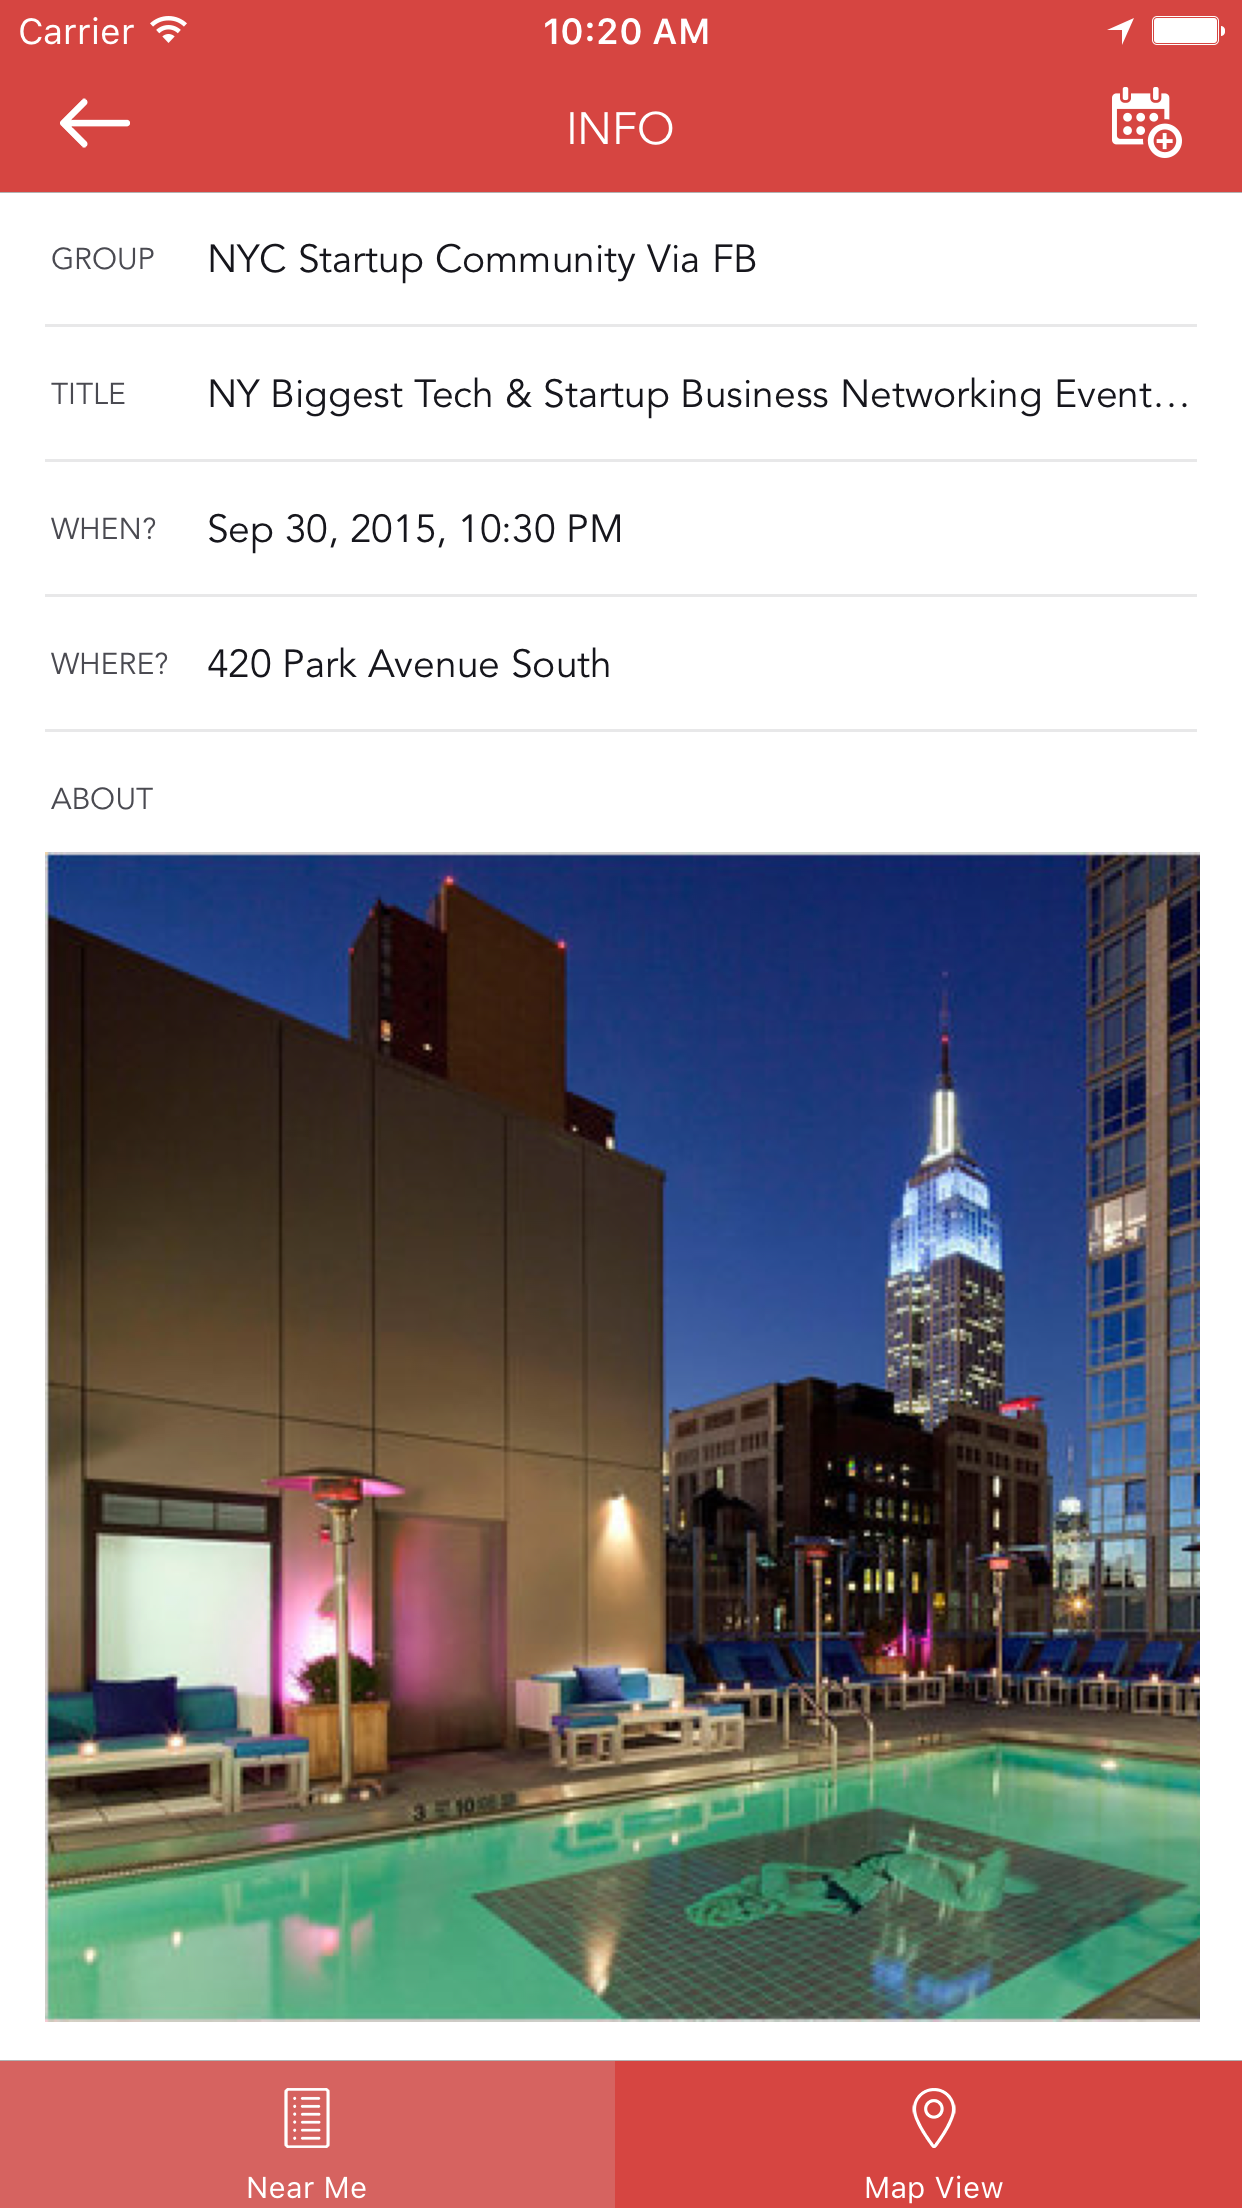 Carrier 10:20 AM
INFO
GROUP NYC Startup Community Via FB
TITLE NY Biggest Tech & Startup Business Networking Event...
WHEN? Sep 30, 2015, 10:30 PM
WHERE? 420 Park Avenue South
ABOUT
3 10
Near Me Map View